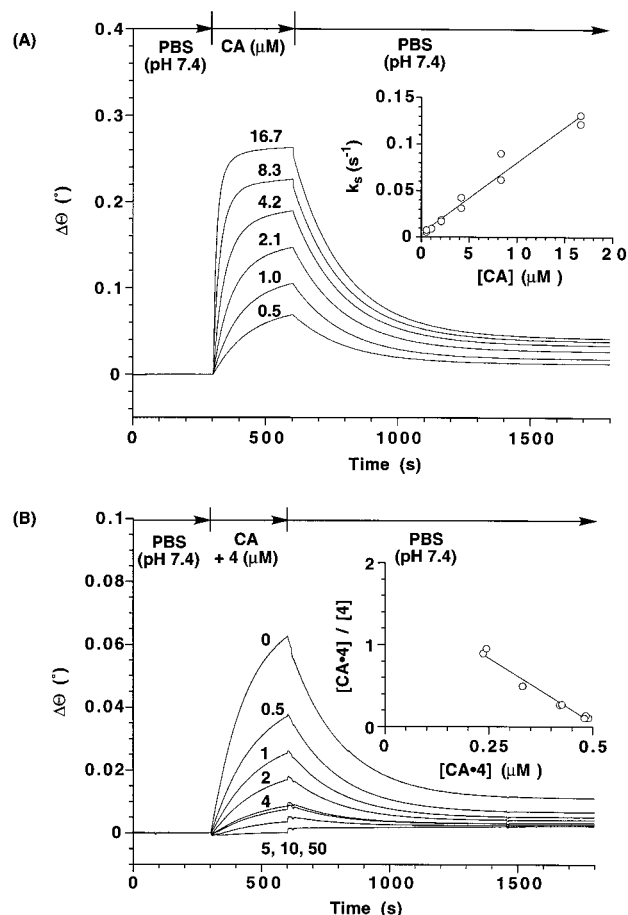 (A)
PBS
(pH 7.4)
CA (μM)
PBS
(pH 7.4)
0.4
0.3
0.2
0.1
0
ΔΘ (°)
16.7
8.3
4.2
2.1
1.0
0.5
0 500 1000 1500
Time (s)
0.15
0.1
0.05
0
kₛ (s⁻¹)
0 5 10 15 20
[CA] (μM )
(B)
PBS
(pH 7.4)
CA
+ 4 (μM)
PBS
(pH 7.4)
0.1
0.08
0.06
0.04
0.02
0
ΔΘ (°)
0
0.5
1
2
4
5, 10, 50
0 500 1000 1500
Time (s)
2
1
0
[CA•4] / [4]
0 0.25 0.5
[CA•4] (μM )